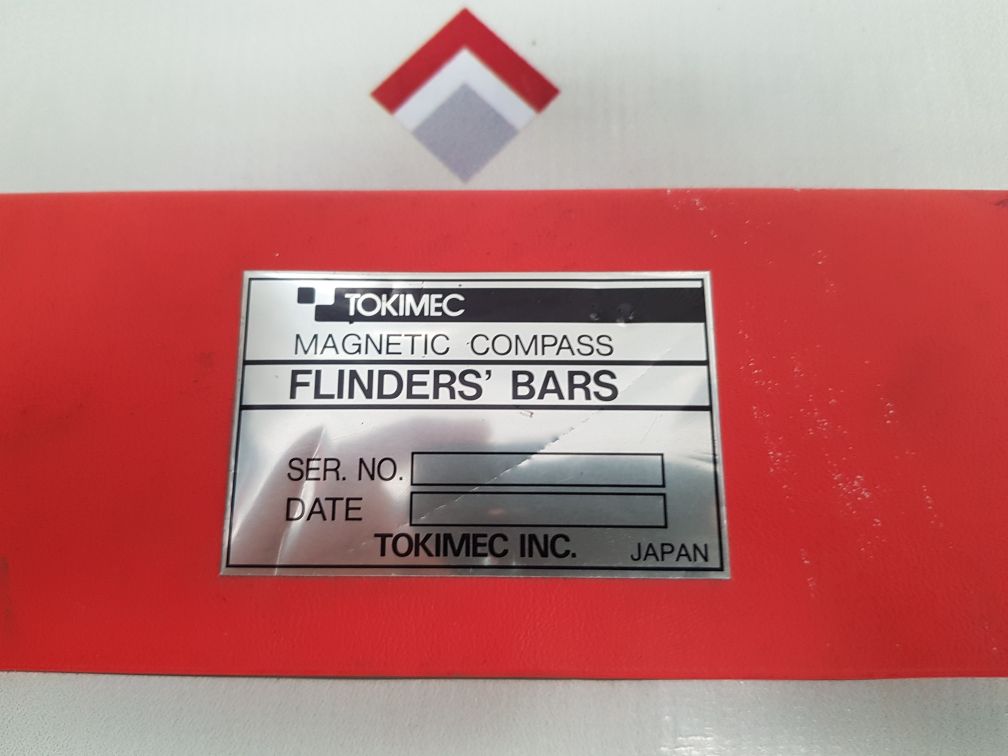 TOKIMEC
MAGNETIC COMPASS
FLINDERS' BARS
SER. NO.
DATE
TOKIMEC INC. JAPAN